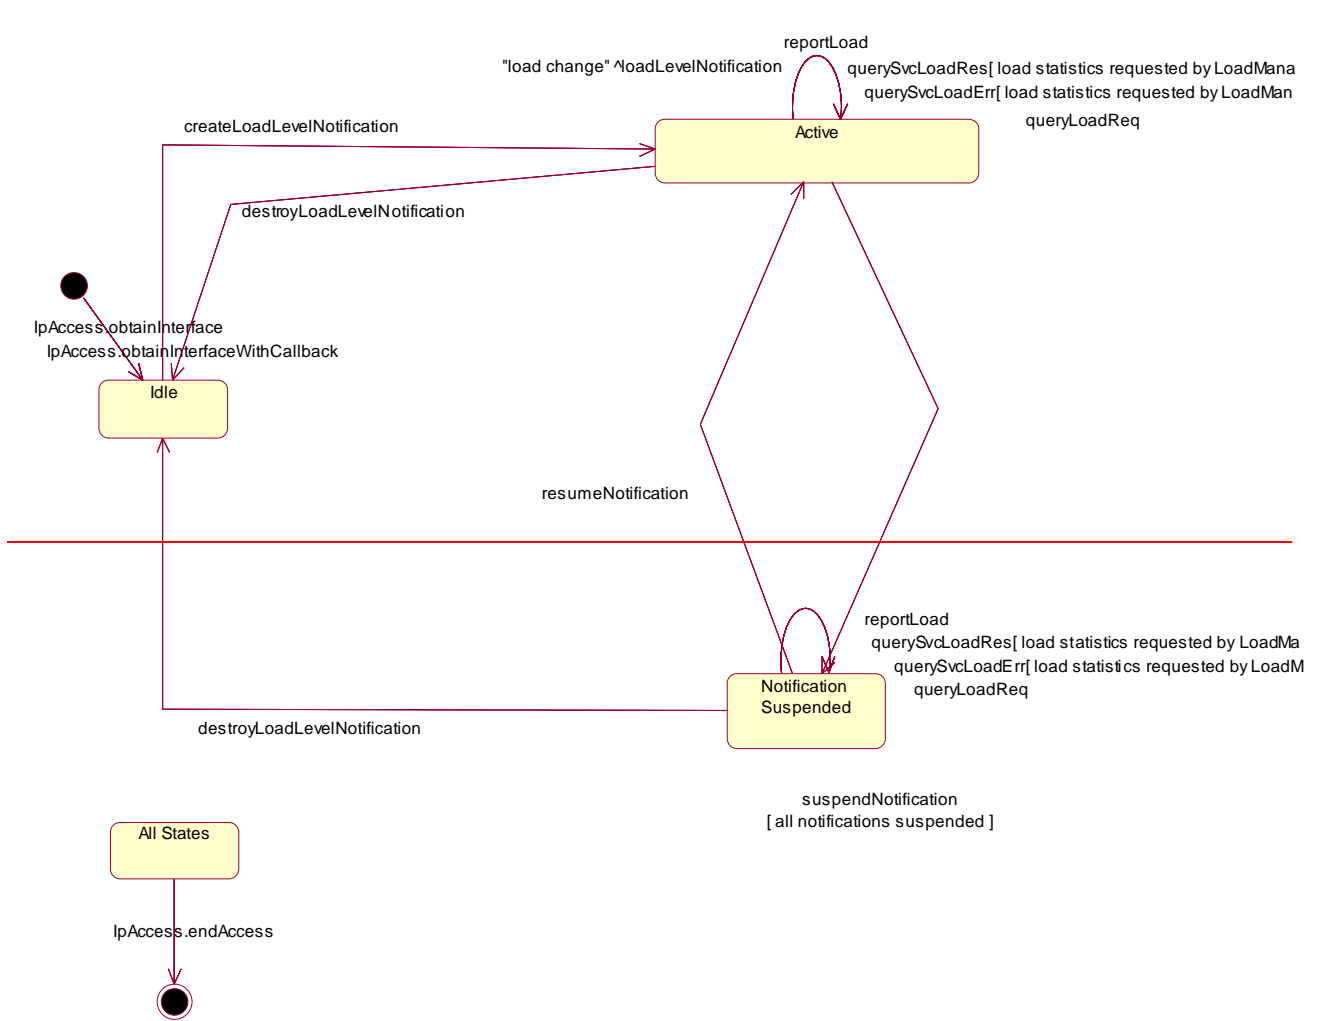 reportLoad
"load change" ^loadLevelNotification
querySvcLoadRes[ load statistics requested by LoadMana
querySvcLoadErr[ load statistics requested by LoadMan
queryLoadReq
createLoadLevelNotification
Active
destroyLoadLevelNotification
IpAccess.obtainInterface
IpAccess.obtainInterfaceWithCallback
Idle
resumeNotification
reportLoad
querySvcLoadRes[ load statistics requested by LoadMa
querySvcLoadErr[ load statistics requested by LoadM
queryLoadReq
Notification
Suspended
destroyLoadLevelNotification
suspendNotification
[ all notifications suspended ]
All States
IpAccess.endAccess